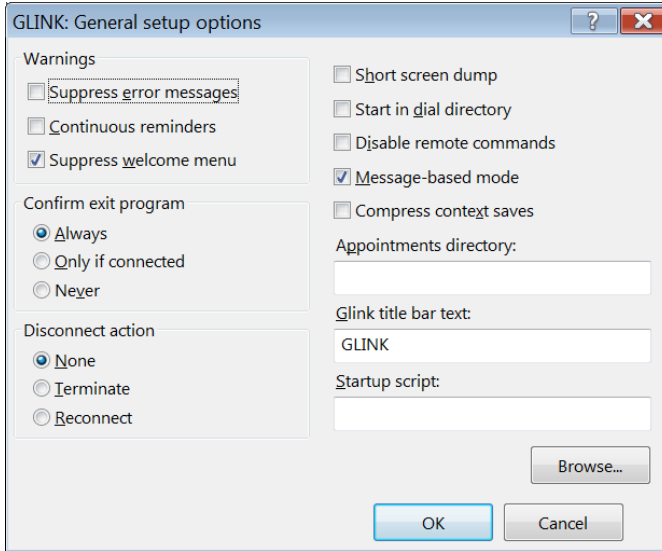 GLINK: General setup options
?
Warnings
Suppress error messages
Continuous reminders
Suppress welcome menu
Confirm exit program
Always
Only if connected
Never
Disconnect action
None
Terminate
Reconnect
Short screen dump
Start in dial directory
Disable remote commands
Message-based mode
Compress context saves
Appointments directory:
Glink title bar text:
GLINK
Startup script:
Browse...
OK
Cancel